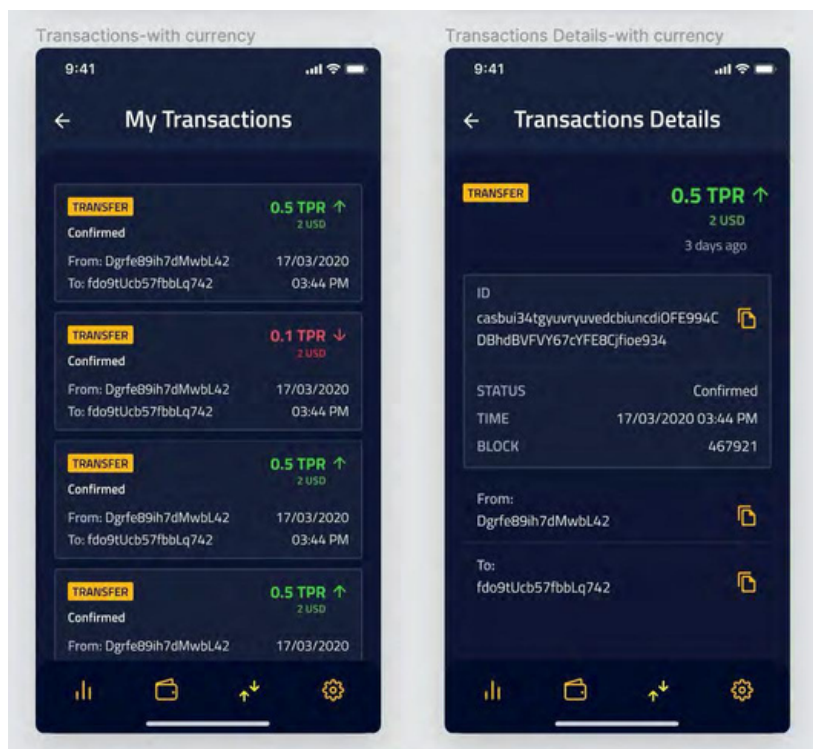 Transactions-with currency
9:41
My Transactions
TRANSFER
0.5 TPR ↑
2 USD
Confirmed
From: Dgrfe89ih7dMwbL42 17/03/2020
To: fdo9tUcb57fbbLq742 03:44 PM
TRANSFER
0.1 TPR ↓
2 USD
Confirmed
From: Dgrfe89ih7dMwbL42 17/03/2020
To: fdo9tUcb57fbbLq742 03:44 PM
TRANSFER
0.5 TPR ↑
2 USD
Confirmed
From: Dgrfe89ih7dMwbL42 17/03/2020
To: fdo9tUcb57fbbLq742 03:44 PM
TRANSFER
0.5 TPR ↑
2 USD
Confirmed
From: Dgrfe89ih7dMwbL42 17/03/2020
Transactions Details-with currency
9:41
Transactions Details
TRANSFER
0.5 TPR ↑
2 USD
3 days ago
ID
casbui34tgyuvryuvedcbiuncdiOFE994C
DBhdBVFVY67cYFE8Cjfioe934
STATUS Confirmed
TIME 17/03/2020 03:44 PM
BLOCK 467921
From:
Dgrfe89ih7dMwbL42
To:
fdo9tUcb57fbbLq742